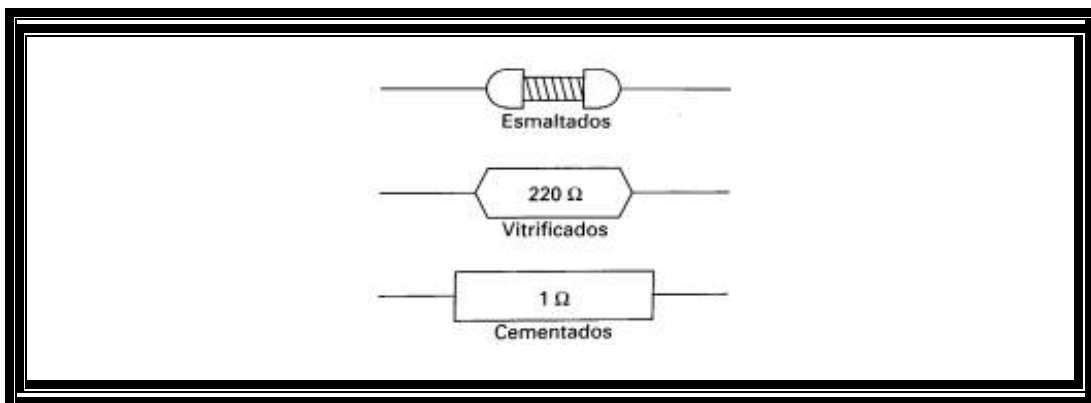 Esmaltados
220 Ω
Vitrificados
1 Ω
Cementados